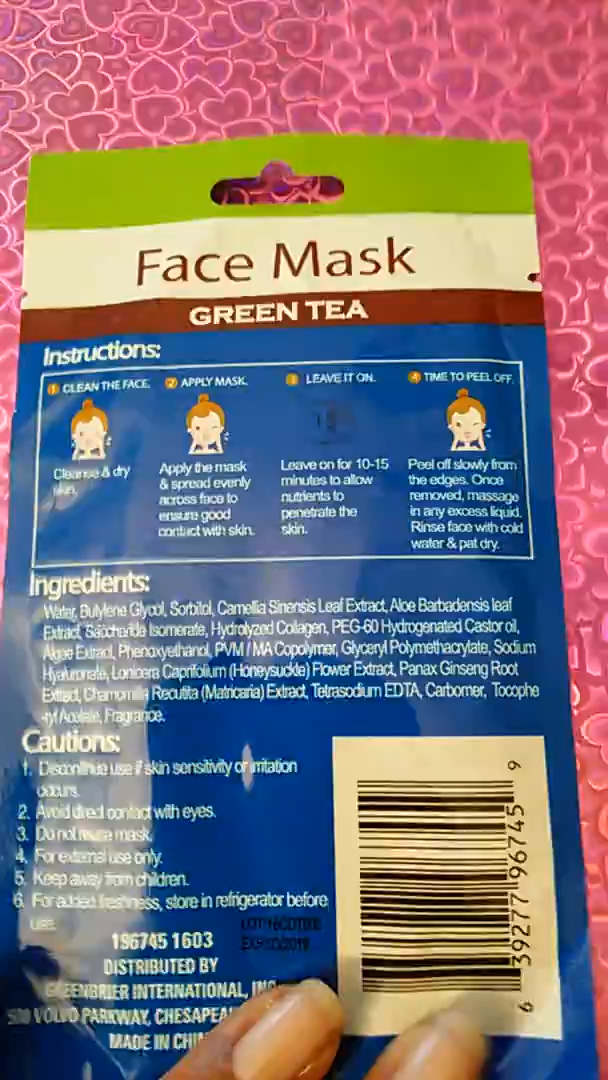 Face Mask
GREEN TEA
Instructions:
1 CLEAN THE FACE.
Cleanse & dry
skin.
2 APPLY MASK.
Apply the mask
& spread evenly
across face to
ensure good
contact with skin.
3 LEAVE IT ON.
Leave on for 10-15
minutes to allow
nutrients to
penetrate the
skin.
4 TIME TO PEEL OFF.
Peel off slowly from
the edges. Once
removed, massage
in any excess liquid.
Rinse face with cold
water & pat dry.
Ingredients:
Water, Butylene Glycol, Sorbitol, Camellia Sinensis Leaf Extract, Aloe Barbadensis leaf
Extract, Saccharide Isomerate, Hydrolyzed Collagen, PEG-60 Hydrogenated Castor oil,
Algae Extract, Phenoxyethanol, PVM / MA Copolymer, Glyceryl Polymethacrylate, Sodium
Hyaluronate, Lonicera Caprifolium (Honeysuckle) Flower Extract, Panax Ginseng Root
Extract, Chamomilla Recutita (Matricaria) Extract, Tetrasodium EDTA, Carbomer, Tocophe
-ryl Acetate, Fragrance.
Cautions:
1. Discontinue use if skin sensitivity or irritation
occurs.
2. Avoid direct contact with eyes.
3. Do not reuse mask.
4. For external use only.
5. Keep away from children.
6. For added freshness, store in refrigerator before
use.
196745 1603
DISTRIBUTED BY
GREENBRIER INTERNATIONAL, INC
500 VOLVO PARKWAY, CHESAPEA
MADE IN CHIN
6 39277 96745 9